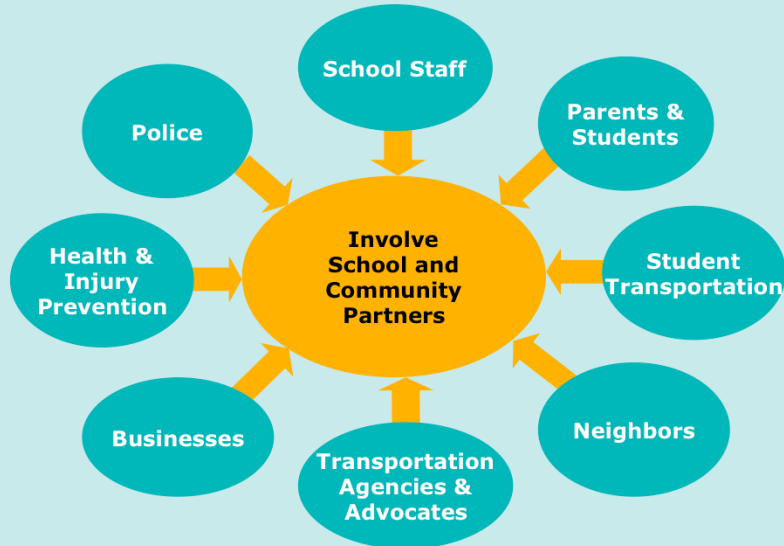 School Staff
Parents &
Students
Student
Transportation
Neighbors
Transportation
Agencies &
Advocates
Businesses
Health &
Injury
Prevention
Police
Involve
School and
Community
Partners